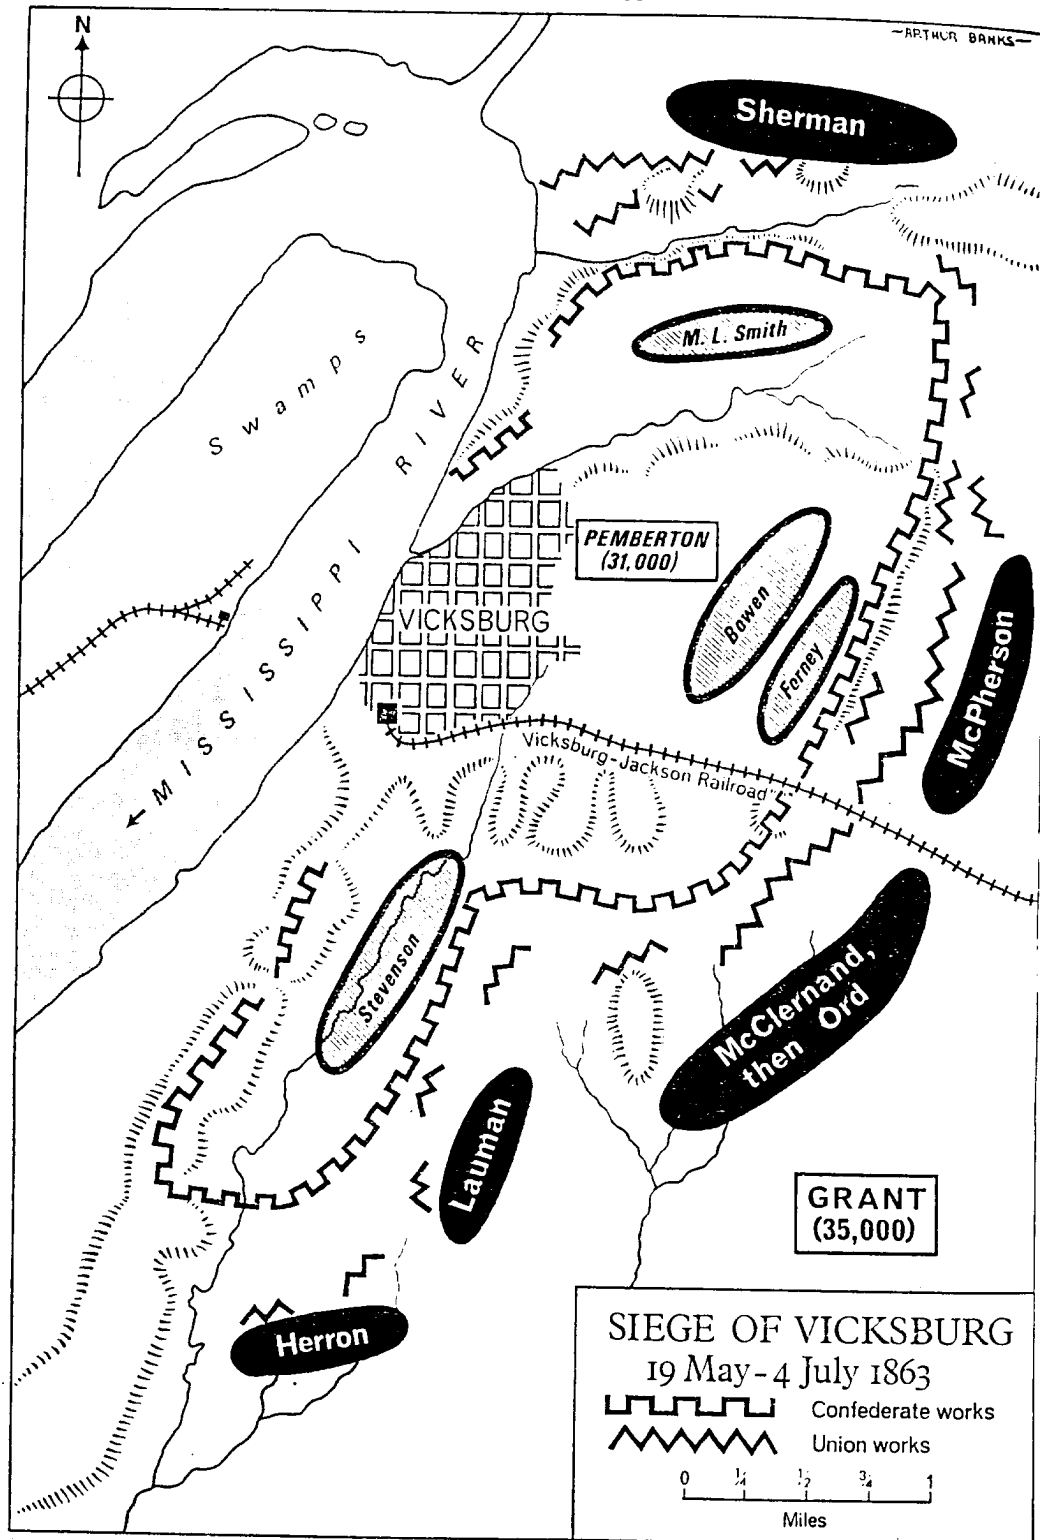 —ARTHUR BANKS—
N
Sherman
M. L. Smith
Swamps
MISSISSIPPI RIVER
PEMBERTON
(31,000)
Bowen
Forney
VICKSBURG
McPherson
Vicksburg-Jackson Railroad
Stevenson
McClernand,
then Ord
Lauman
GRANT
(35,000)
Herron
SIEGE OF VICKSBURG
19 May - 4 July 1863
Confederate works
Union works
0 ¼ ½ ¾ 1
Miles